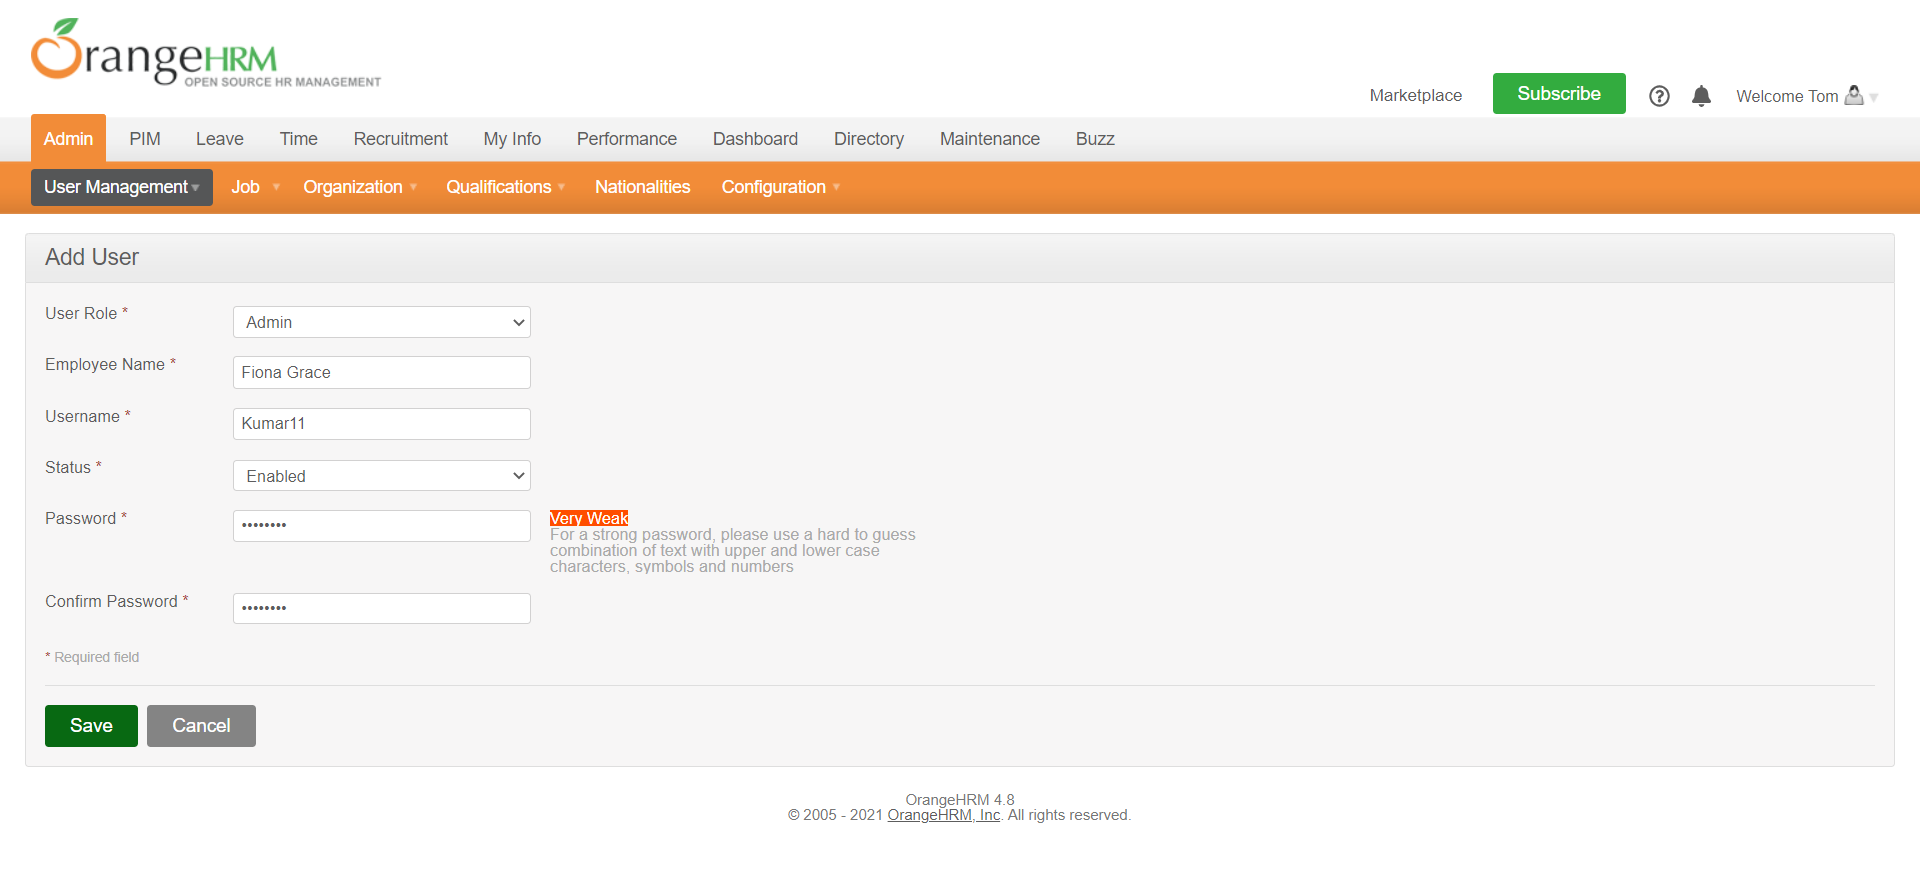 OrangeHRM
OPEN SOURCE HR MANAGEMENT
Marketplace Subscribe Welcome Tom
Admin PIM Leave Time Recruitment My Info Performance Dashboard Directory Maintenance Buzz
User Management Job Organization Qualifications Nationalities Configuration
Add User
User Role * Admin
Employee Name * Fiona Grace
Username * Kumar11
Status * Enabled
Password * •••••••• Very Weak
For a strong password, please use a hard to guess
combination of text with upper and lower case
characters, symbols and numbers
Confirm Password * ••••••••
* Required field
Save Cancel
OrangeHRM 4.8
© 2005 - 2021 OrangeHRM, Inc. All rights reserved.